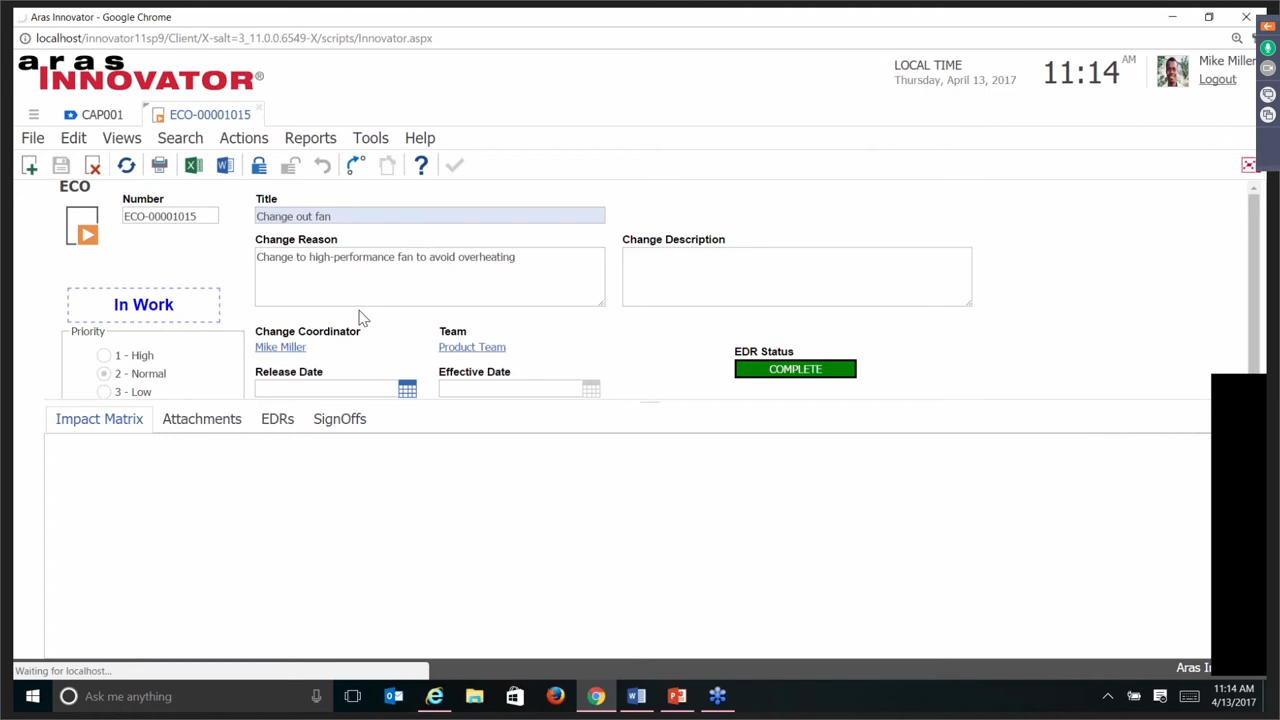 Aras Innovator - Google Chrome
localhost/innovator11sp9/Client/X-salt=3_11.0.0.6549-X/scripts/Innovator.aspx
aras
INNOVATOR®
LOCAL TIME
Thursday, April 13, 2017
11:14 AM
Mike Miller
Logout
CAP001
ECO-00001015
File Edit Views Search Actions Reports Tools Help
ECO
Number
ECO-00001015
Title
Change out fan
Change Reason
Change to high-performance fan to avoid overheating
Change Description
In Work
Priority
1 - High
2 - Normal
3 - Low
Change Coordinator
Mike Miller
Team
Product Team
Release Date
Effective Date
EDR Status
COMPLETE
Impact Matrix Attachments EDRs SignOffs
Waiting for localhost...
Aras
Ask me anything
11:14 AM
4/13/2017